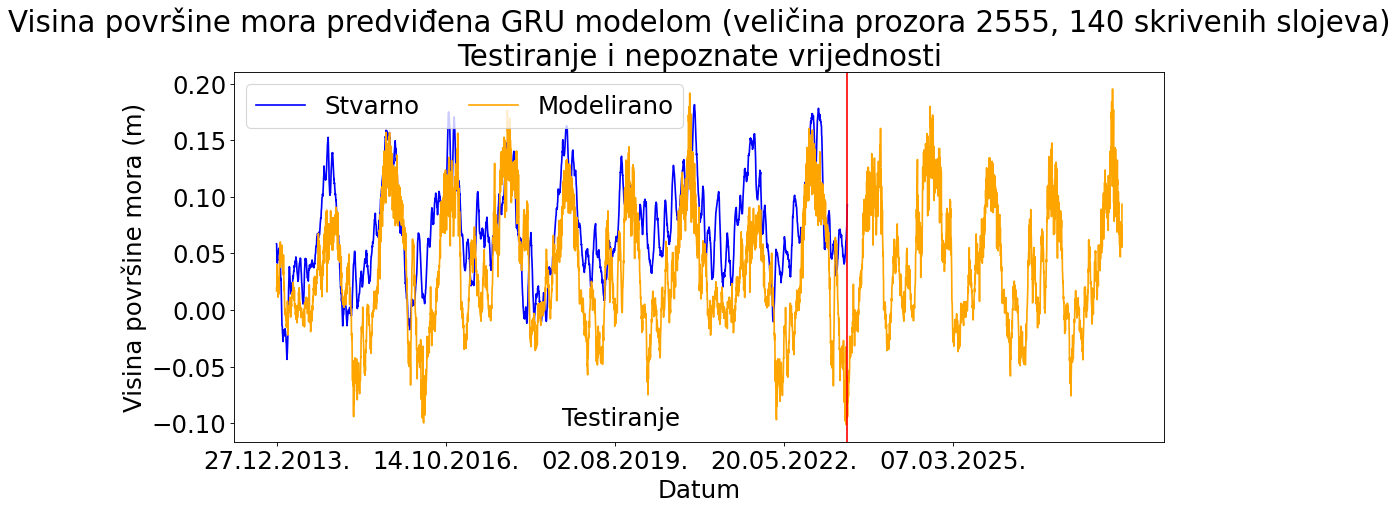 Visina površine mora predviđena GRU modelom (veličina prozora 2555, 140 skrivenih slojeva)
Testiranje i nepoznate vrijednosti
Stvarno
Modelirano
Visina površine mora (m)
0.20
0.15
0.10
0.05
0.00
−0.05
−0.10
Testiranje
27.12.2013.
14.10.2016.
02.08.2019.
20.05.2022.
07.03.2025.
Datum